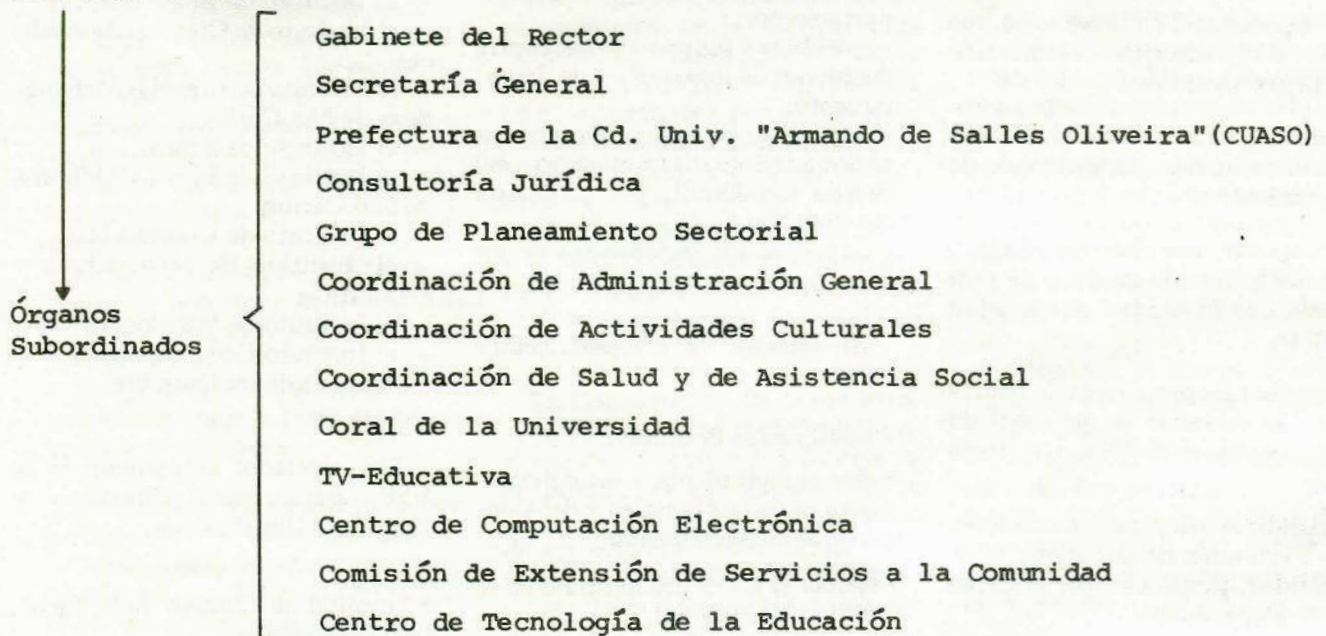 Gabinete del Rector
Secretaría General
Prefectura de la Cd. Univ. "Armando de Salles Oliveira"(CUASO)
Consultoría Jurídica
Grupo de Planeamiento Sectorial
Coordinación de Administración General
Órganos
Subordinados
Coordinación de Actividades Culturales
Coordinación de Salud y de Asistencia Social
Coral de la Universidad
TV-Educativa
Centro de Computación Electrónica
Comisión de Extensión de Servicios a la Comunidad
Centro de Tecnología de la Educación